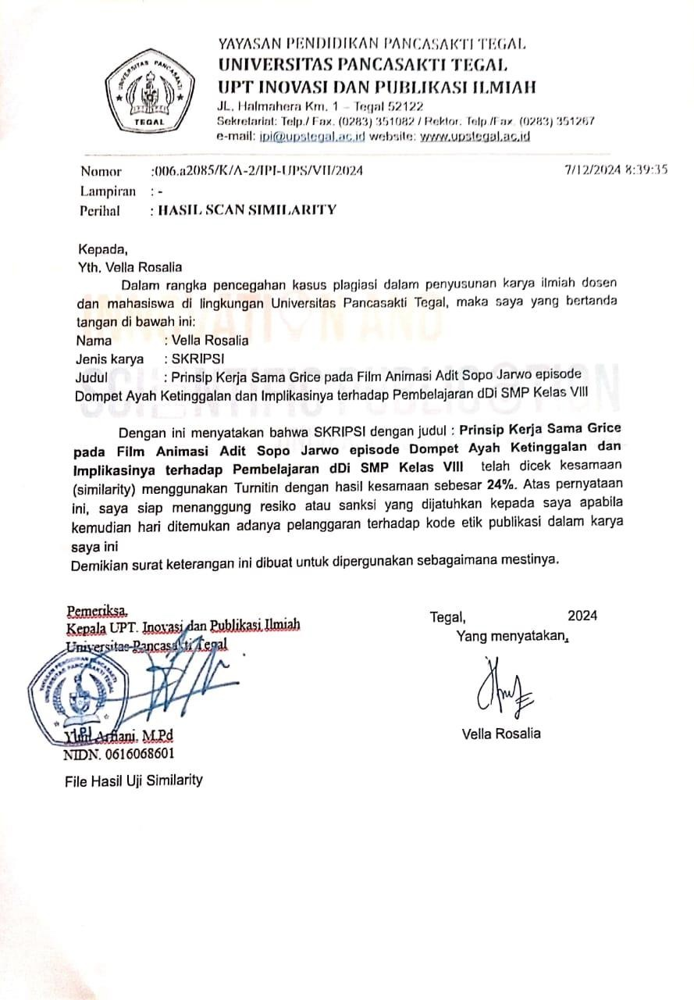 YAYASAN PENDIDIKAN PANCASAKTI TEGAL
UNIVERSITAS PANCASAKTI TEGAL
UPT INOVASI DAN PUBLIKASI ILMIAH
JL. Halmahera Km. 1 – Tegal 52122
Sekretariat: Telp./ Fax. (0283) 351082 / Rektor. Telp /Fax. (0283) 351267
e-mail: ipi@upstegal.ac.id website: www.upstegal.ac.id
UNIVERSITAS PANCASAKTI
TEGAL
Nomor :006.a2085/K/A-2/IPI-UPS/VII/2024 7/12/2024 8:39:35
Lampiran : -
Perihal : HASIL SCAN SIMILARITY
Kepada,
Yth. Vella Rosalia
Dalam rangka pencegahan kasus plagiasi dalam penyusunan karya ilmiah dosen
dan mahasiswa di lingkungan Universitas Pancasakti Tegal, maka saya yang bertanda
tangan di bawah ini:
Nama : Vella Rosalia
Jenis karya : SKRIPSI
Judul : Prinsip Kerja Sama Grice pada Film Animasi Adit Sopo Jarwo episode
Dompet Ayah Ketinggalan dan Implikasinya terhadap Pembelajaran dDi SMP Kelas VIII
Dengan ini menyatakan bahwa SKRIPSI dengan judul : Prinsip Kerja Sama Grice
pada Film Animasi Adit Sopo Jarwo episode Dompet Ayah Ketinggalan dan
Implikasinya terhadap Pembelajaran dDi SMP Kelas VIII telah dicek kesamaan
(similarity) menggunakan Turnitin dengan hasil kesamaan sebesar 24%. Atas pernyataan
ini, saya siap menanggung resiko atau sanksi yang dijatuhkan kepada saya apabila
kemudian hari ditemukan adanya pelanggaran terhadap kode etik publikasi dalam karya
saya ini
Demikian surat keterangan ini dibuat untuk dipergunakan sebagaimana mestinya.
Pemeriksa,
Kepala UPT. Inovasi dan Publikasi Ilmiah
Universitas Pancasakti Tegal
YAYASAN PENDIDIKAN PANCASAKTI
UNIVERSITAS PANCASAKTI TEGAL
M.Pd
NIDN. 0616068601
File Hasil Uji Similarity
Tegal, 2024
Yang menyatakan,
Vella Rosalia